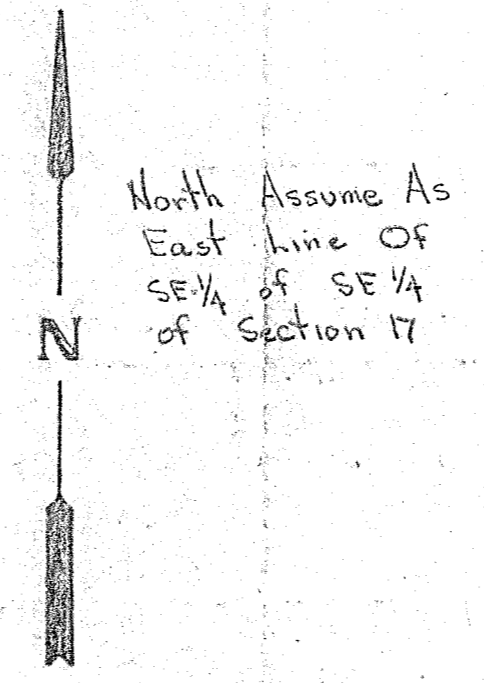 North Assume As
East Line Of
SE 1/4 of SE 1/4
of Section 17
N